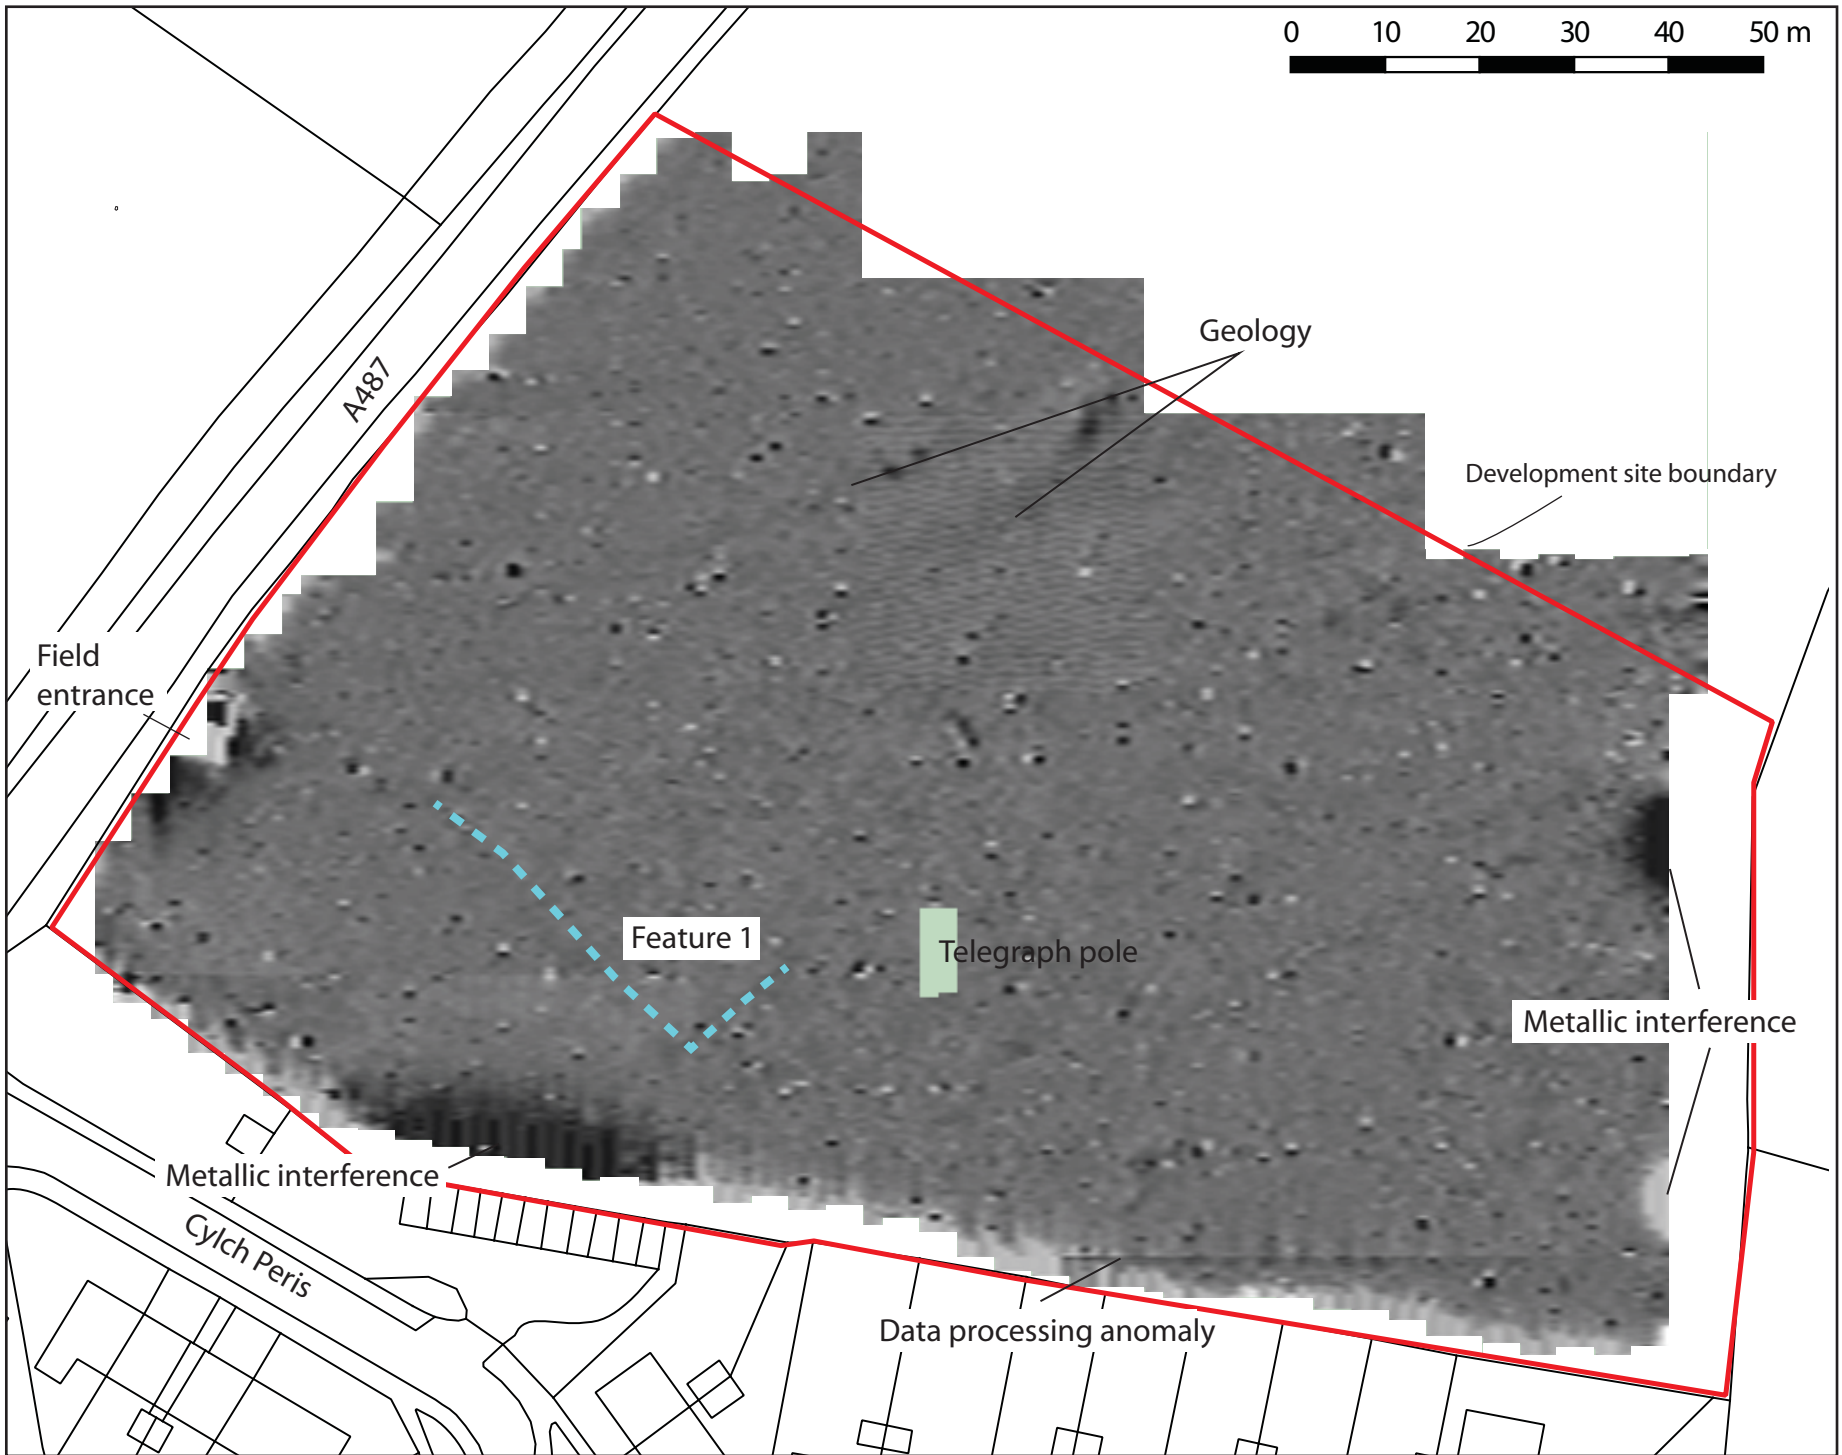 0 10 20 30 40 50 m
Geology
A487
Development site boundary
Field
entrance
Feature 1
Telegraph pole
Metallic interference
Metallic interference
Cylch Peris
Data processing anomaly